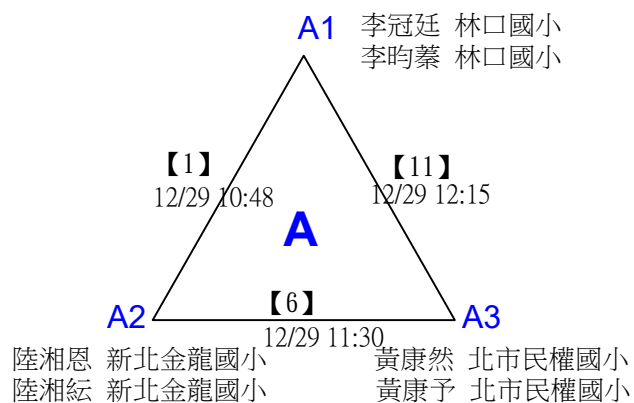 A1
李冠廷 林口國小
李昀蓁 林口國小
【1】
12/29 10:48
【11】
12/29 12:15
A
【6】
12/29 11:30
A2
A3
陸湘恩 新北金龍國小
陸湘紜 新北金龍國小
黃康然 北市民權國小
黃康予 北市民權國小